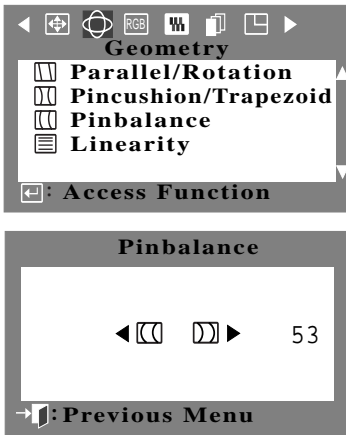 RGB
Geometry
Parallel/Rotation
Pincushion/Trapezoid
Pinbalance
Linearity
: Access Function
Pinbalance
53
:Previous Menu